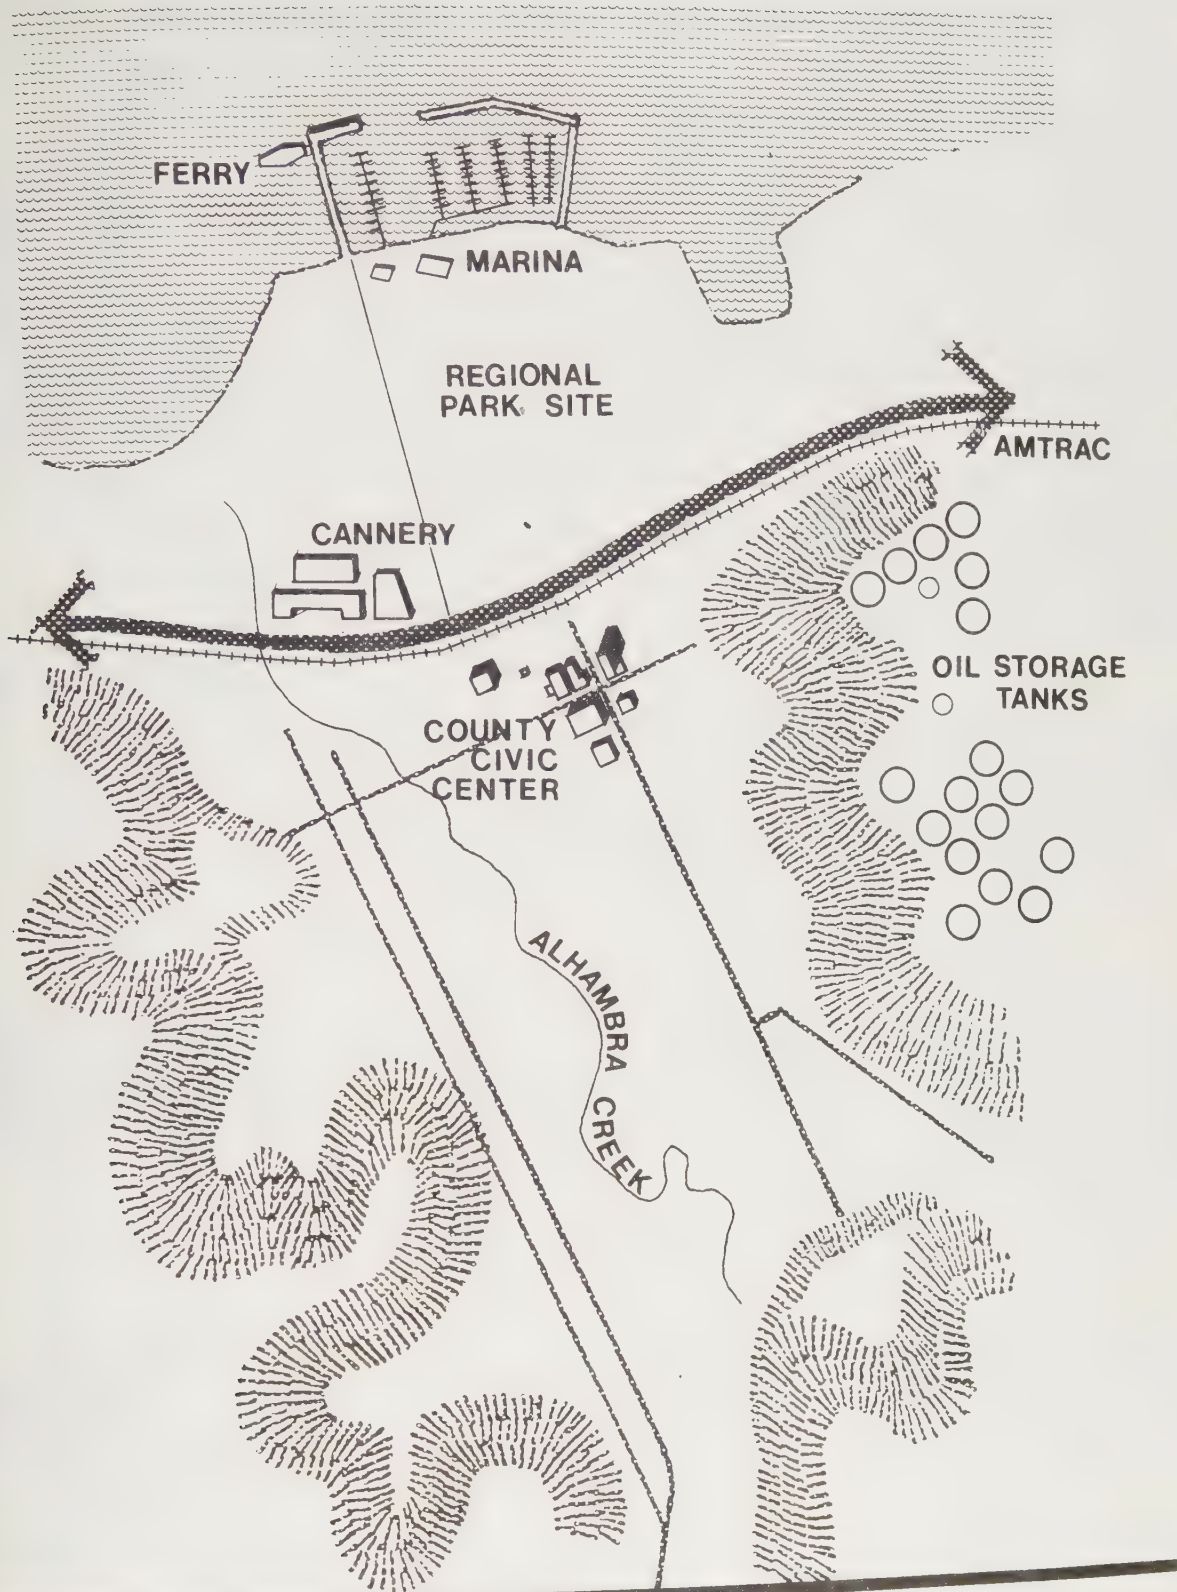 FERRY
MARINA
REGIONAL
PARK SITE
AMTRAC
CANNERY
OIL STORAGE
TANKS
COUNTY
CIVIC
CENTER
ALHAMBRA CREEK